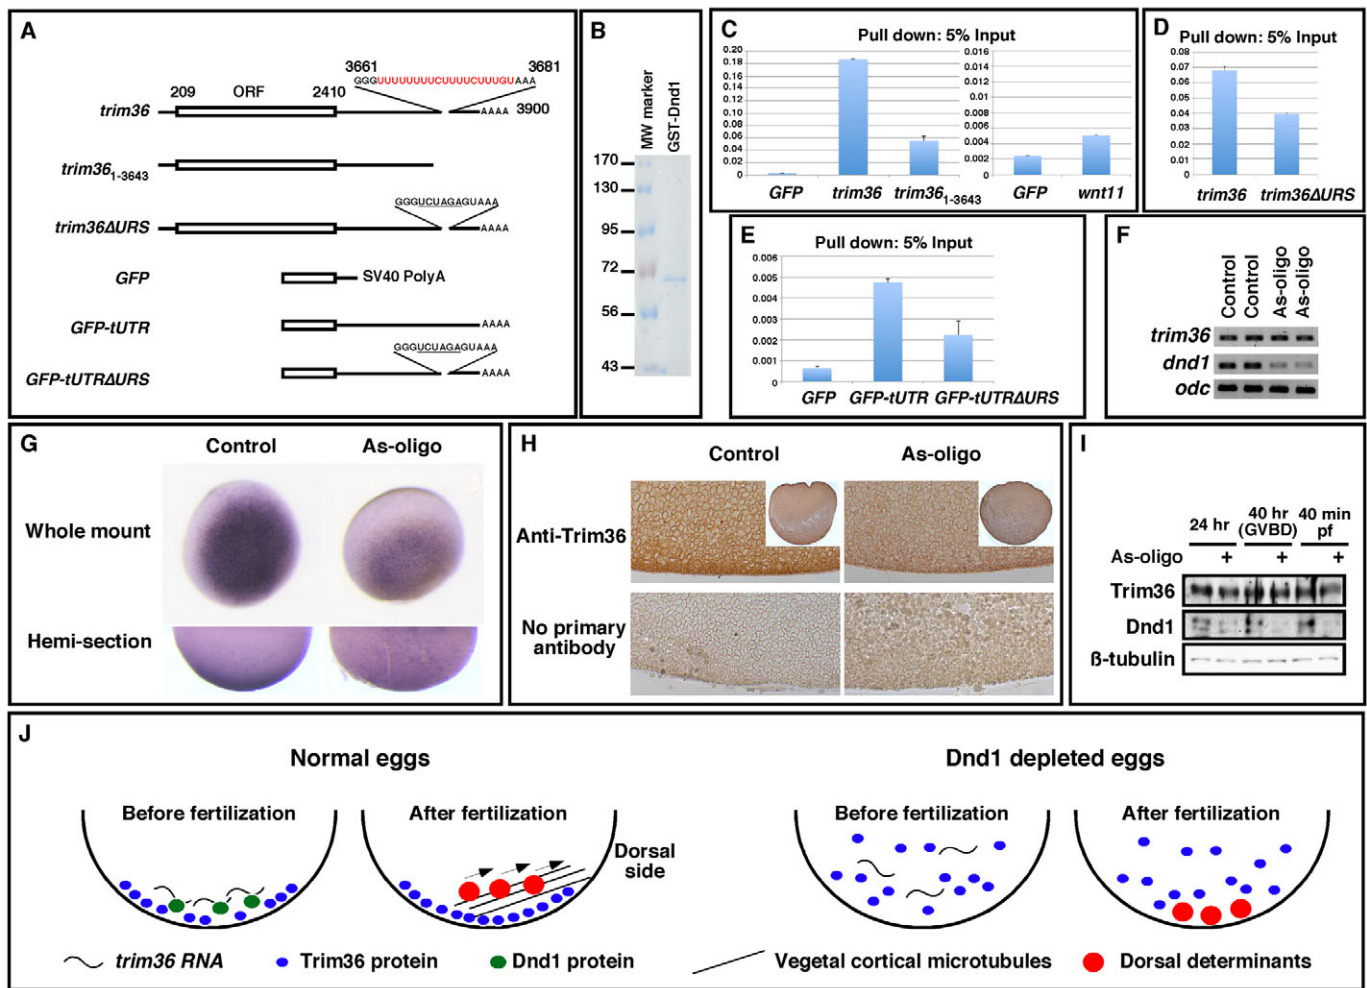 A
3661 3681
GGGUUUUUUUUCUUUUCUUUGUAAA
209 ORF 2410
trim36
AAAA 3900
trim36 1-3643
GGGUCUAGAGUAAA
trim36ΔURS
AAAA
GFP
SV40 PolyA
GFP-tUTR
AAAA
GGGUCUAGAGUAAA
GFP-tUTRΔURS
AAAA
B
MW marker
GST-Dnd1
170
130
95
72
56
43
C
Pull down: 5% Input
0.20
0.18
0.16
0.14
0.12
0.10
0.08
0.06
0.04
0.02
0
GFP trim36 trim36 1-3643
0.016
0.014
0.012
0.010
0.008
0.006
0.004
0.002
0
GFP wnt11
D
Pull down: 5% Input
0.08
0.07
0.06
0.05
0.04
0.03
0.02
0.01
0
trim36 trim36ΔURS
E
Pull down: 5% Input
0.006
0.005
0.004
0.003
0.002
0.001
0
GFP GFP-tUTR GFP-tUTRΔURS
F
Control
Control
As-oligo
As-oligo
trim36
dnd1
odc
G
Control As-oligo
Whole mount
Hemi-section
H
Control As-oligo
Anti-Trim36
No primary
antibody
I
24 hr
40 hr
(GVBD)
40 min
pf
As-oligo + + +
Trim36
Dnd1
ß-tubulin
J
Normal eggs
Before fertilization After fertilization
Dorsal
side
Dnd1 depleted eggs
Before fertilization After fertilization
trim36 RNA Trim36 protein Dnd1 protein Vegetal cortical microtubules Dorsal determinants